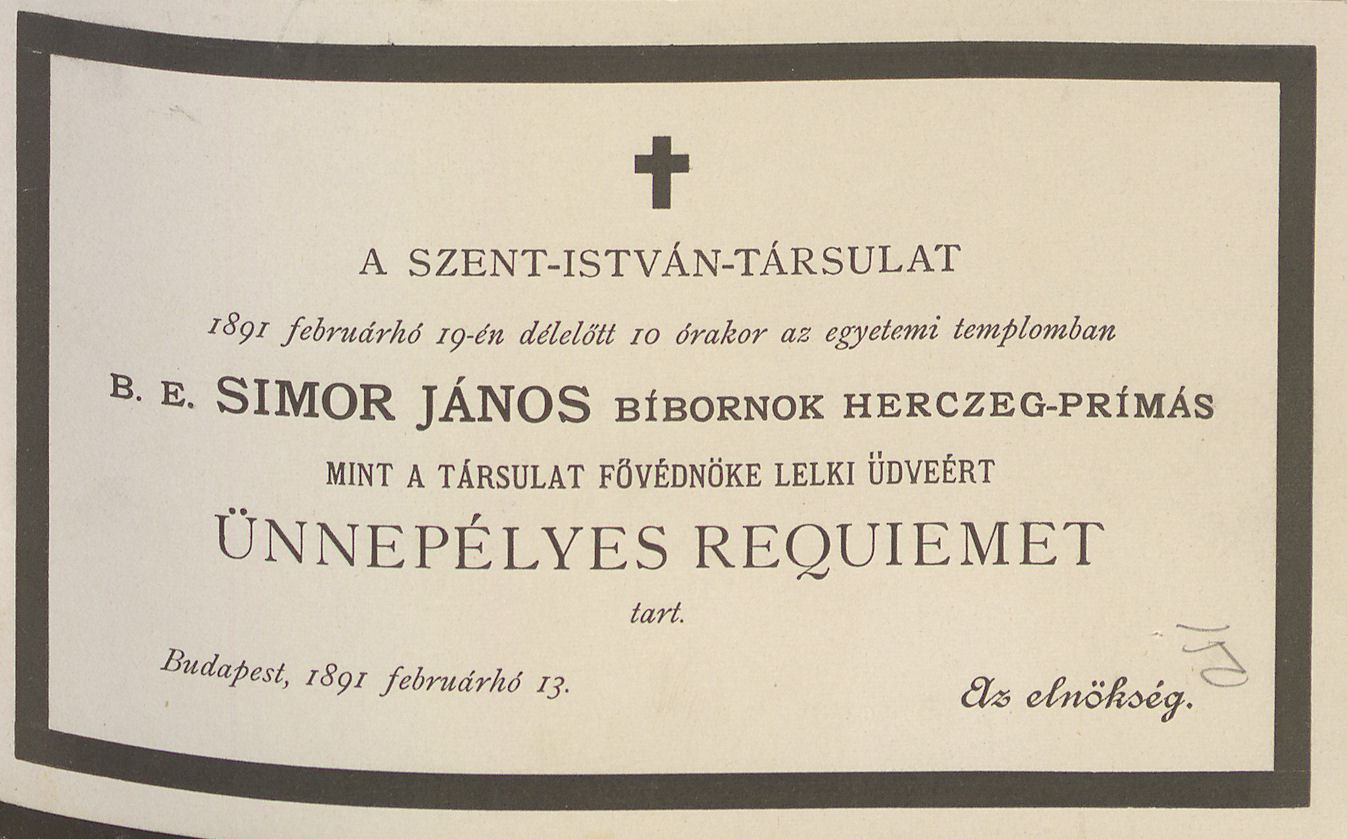 A SZENT-ISTVÁN-TÁRSULAT
1891 februárhó 19-én délelőtt 10 órakor az egyetemi templomban
B. E. SIMOR JÁNOS BÍBORNOK HERCZEG-PRÍMÁS
MINT A TÁRSULAT FŐVÉDNÖKE LELKI ÜDVEÉRT
ÜNNEPÉLYES REQUIEMET
tart.
Budapest, 1891 februárhó 13.
Az elnökség.